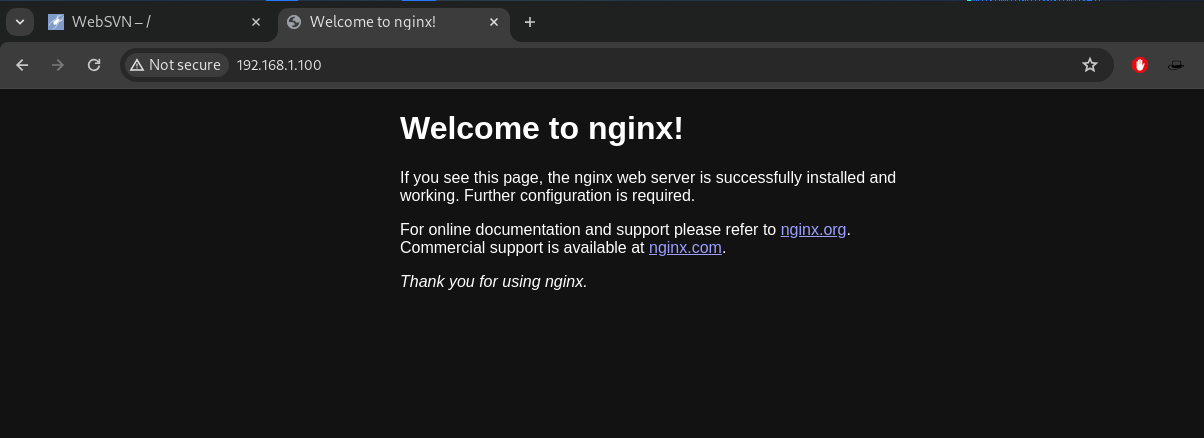 WebSVN – /
Welcome to nginx!
Not secure
192.168.1.100
Welcome to nginx!
If you see this page, the nginx web server is successfully installed and
working. Further configuration is required.
For online documentation and support please refer to nginx.org.
Commercial support is available at nginx.com.
Thank you for using nginx.